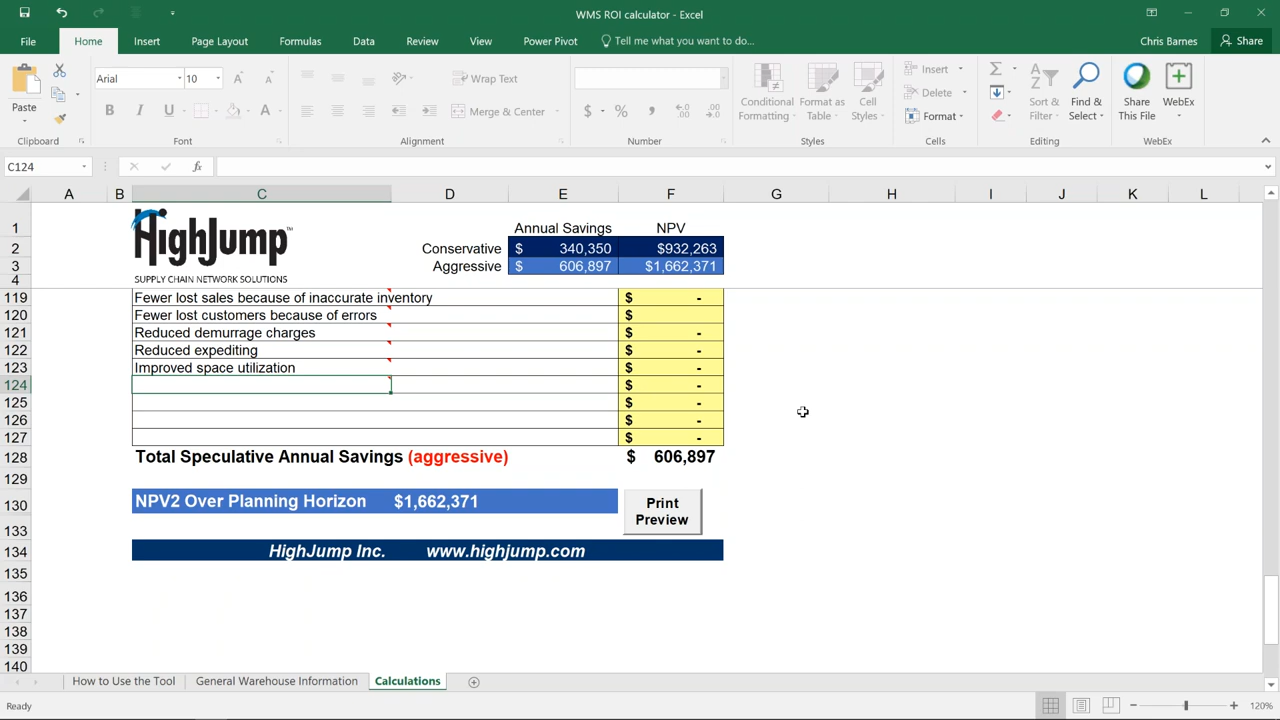 WMS ROI calculator - Excel
File Home Insert Page Layout Formulas Data Review View Power Pivot Tell me what you want to do... Chris Barnes Share
Paste
Clipboard
Arial 10
B I U A
Font
Wrap Text
Merge & Center
Alignment
$ % ,
Number
Conditional Formatting
Format as Table
Cell Styles
Styles
Insert
Delete
Format
Cells
Sort & Filter
Find & Select
Editing
Share This File
WebEx
WebEx
C124 fx
A B C D E F G H I J K L
1 Annual Savings NPV
2 Conservative $ 340,350 $932,263
3 Aggressive $ 606,897 $1,662,371
4
HighJump™
SUPPLY CHAIN NETWORK SOLUTIONS
119 Fewer lost sales because of inaccurate inventory $ -
120 Fewer lost customers because of errors $
121 Reduced demurrage charges $ -
122 Reduced expediting $ -
123 Improved space utilization $ -
124 $ -
125 $ -
126 $ -
127 $ -
128 Total Speculative Annual Savings (aggressive) $ 606,897
129
130 NPV2 Over Planning Horizon $1,662,371
Print Preview
133
134 HighJump Inc. www.highjump.com
135
136
137
138
139
140
How to Use the Tool General Warehouse Information Calculations
Ready 120%